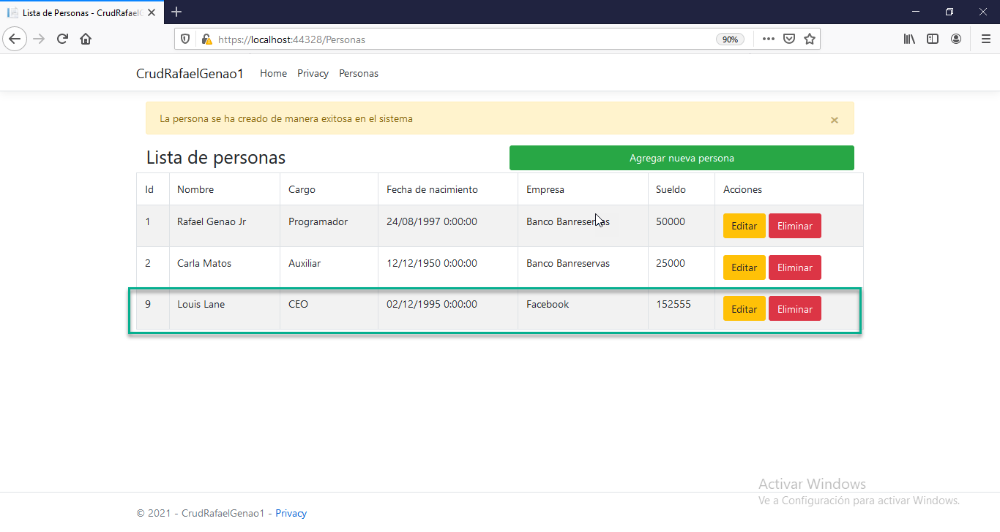 Lista de Personas - CrudRafaelG
https://localhost:44328/Personas 90%
CrudRafaelGenao1 Home Privacy Personas
La persona se ha creado de manera exitosa en el sistema ×
Lista de personas Agregar nueva persona
Id Nombre Cargo Fecha de nacimiento Empresa Sueldo Acciones
1 Rafael Genao Jr Programador 24/08/1997 0:00:00 Banco Banreservas 50000 Editar Eliminar
2 Carla Matos Auxiliar 12/12/1950 0:00:00 Banco Banreservas 25000 Editar Eliminar
9 Louis Lane CEO 02/12/1995 0:00:00 Facebook 152555 Editar Eliminar
Activar Windows
Ve a Configuración para activar Windows.
© 2021 - CrudRafaelGenao1 - Privacy